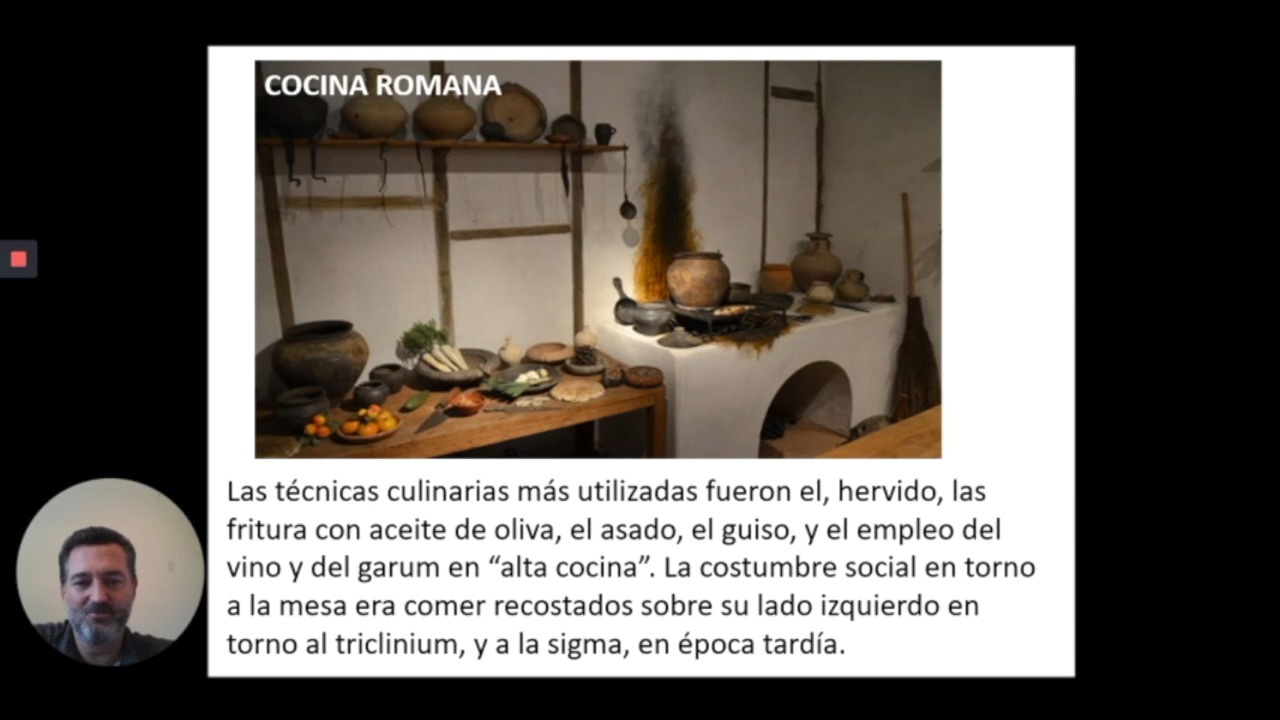 COCINA ROMANA
Las técnicas culinarias más utilizadas fueron el, hervido, las
fritura con aceite de oliva, el asado, el guiso, y el empleo del
vino y del garum en “alta cocina”. La costumbre social en torno
a la mesa era comer recostados sobre su lado izquierdo en
torno al triclinium, y a la sigma, en época tardía.